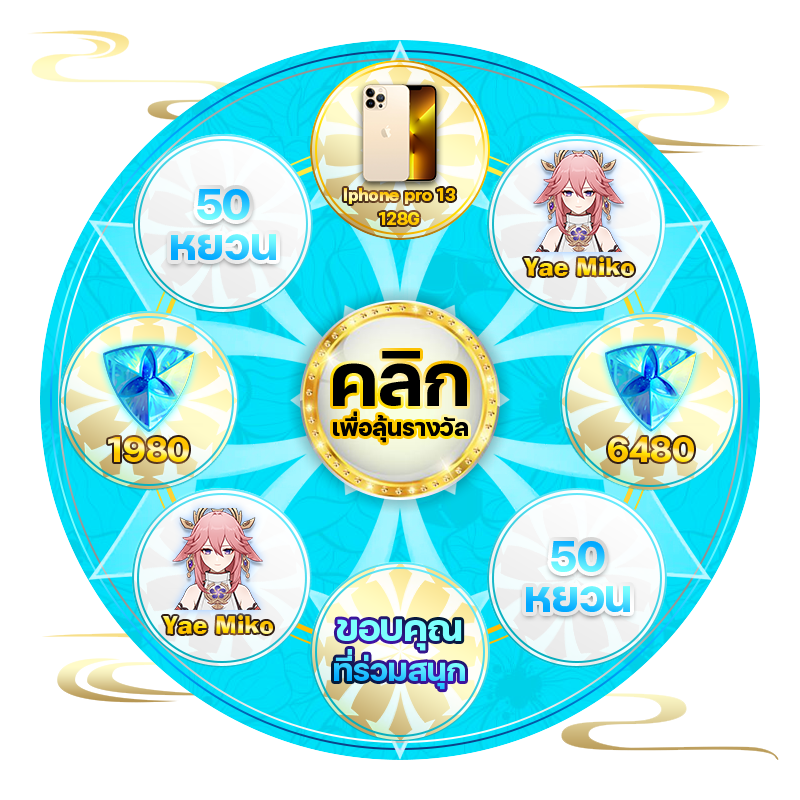 Iphone pro 13
128G
50
หยวน
Yae Miko
1980
คลิก
เพื่อลุ้นรางวัล
6480
Yae Miko
50
หยวน
ขอบคุณ
ที่ร่วมสนุก